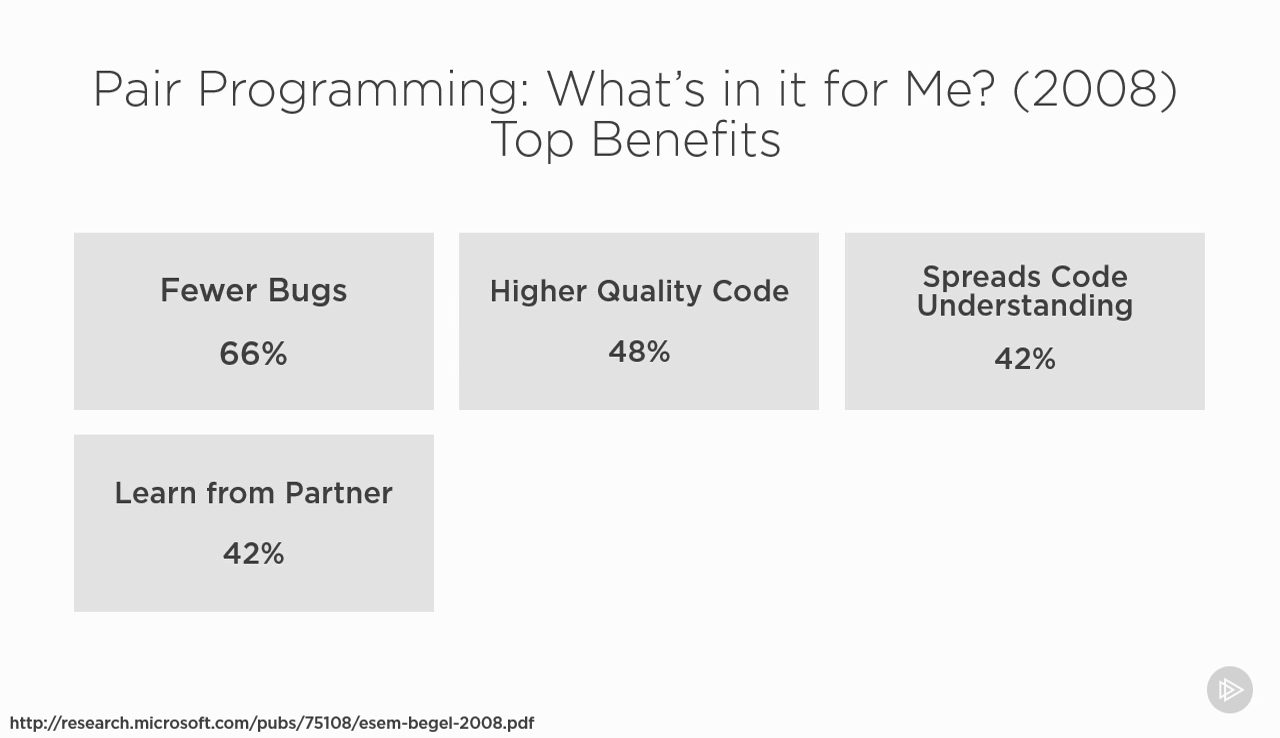 Pair Programming: What's in it for Me? (2008)
Top Benefits
Fewer Bugs
66%
Higher Quality Code
48%
Spreads Code
Understanding
42%
Learn from Partner
42%
http://research.microsoft.com/pubs/75108/esem-begel-2008.pdf